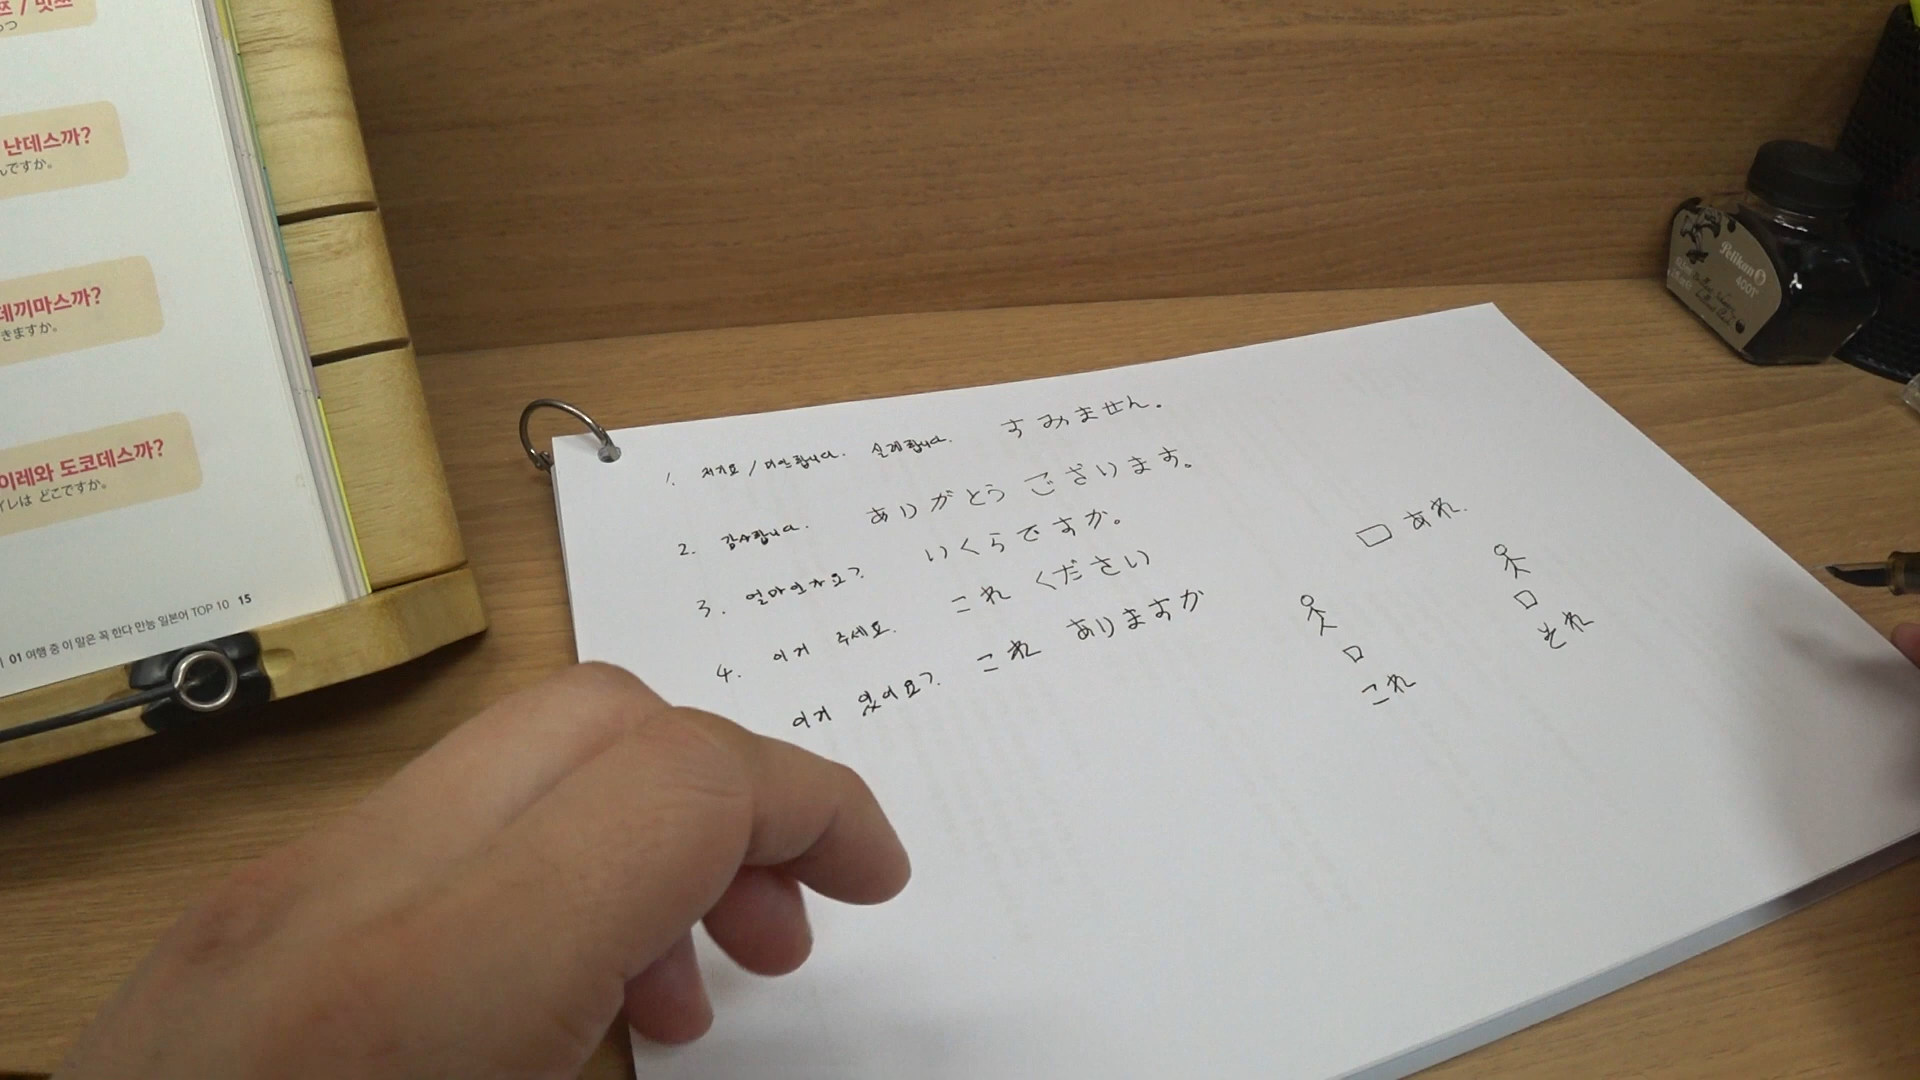 쯔 / 밋쯔
난데스까?
んですか。
데끼마스까?
きますか。
이레와 도코데스까?
イレは どこですか。
01 여행 중 이 말은 꼭 한다 만능 일본어 TOP 10 15
1. 저기요 / 미안합니다. 실례합니다. すみません。
2. 감사합니다. ありがとう ございます。
3. 얼마인가요? いくらですか。
4. 이거 주세요. これ ください
이거 있어요? これ ありますか
あれ.
それ
これ
Pelikan
4001